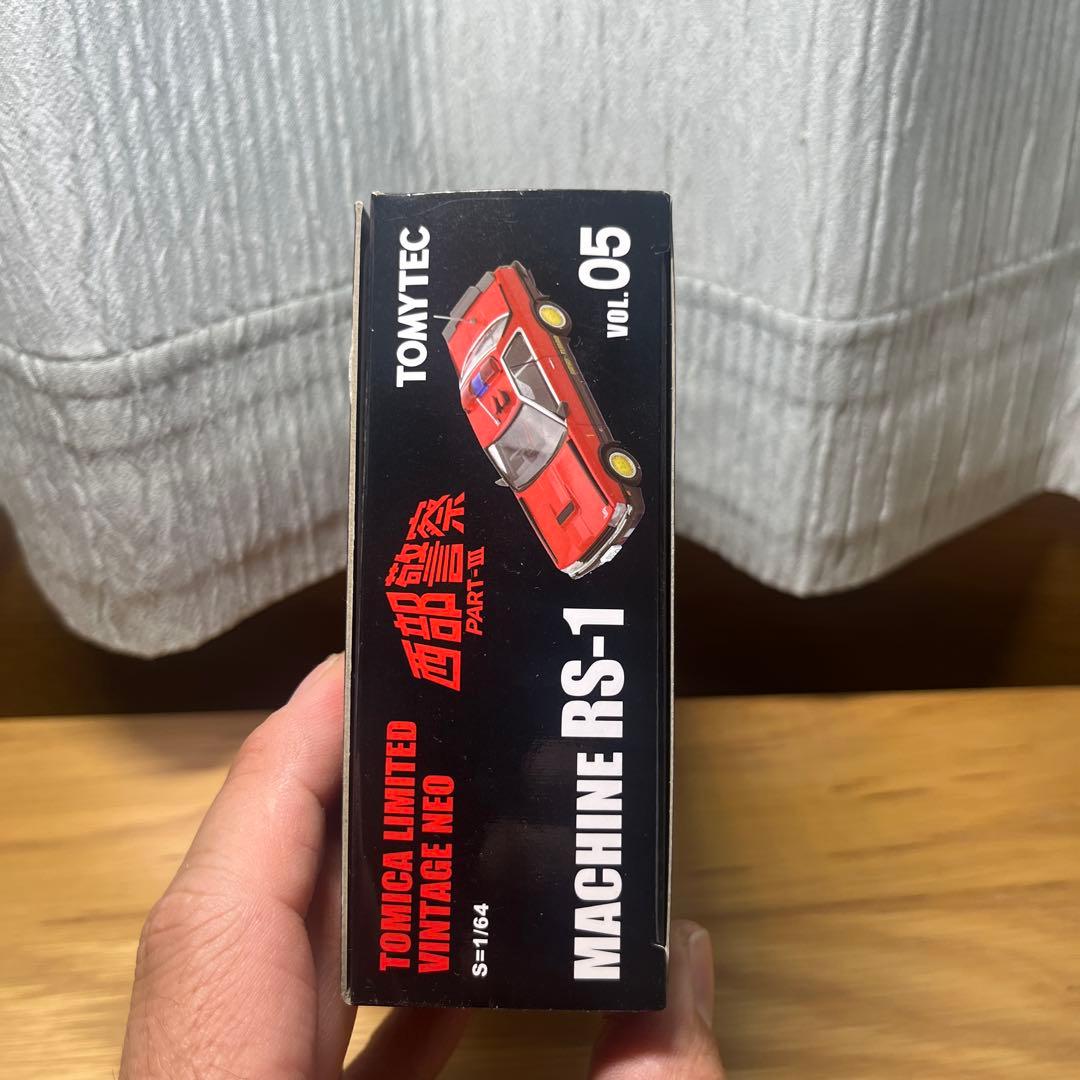 TOMICA LIMITED
VINTAGE NEO
S=1/64
西部警察
PART-III
TOMYTEC
MACHINE RS-1
VOL.05